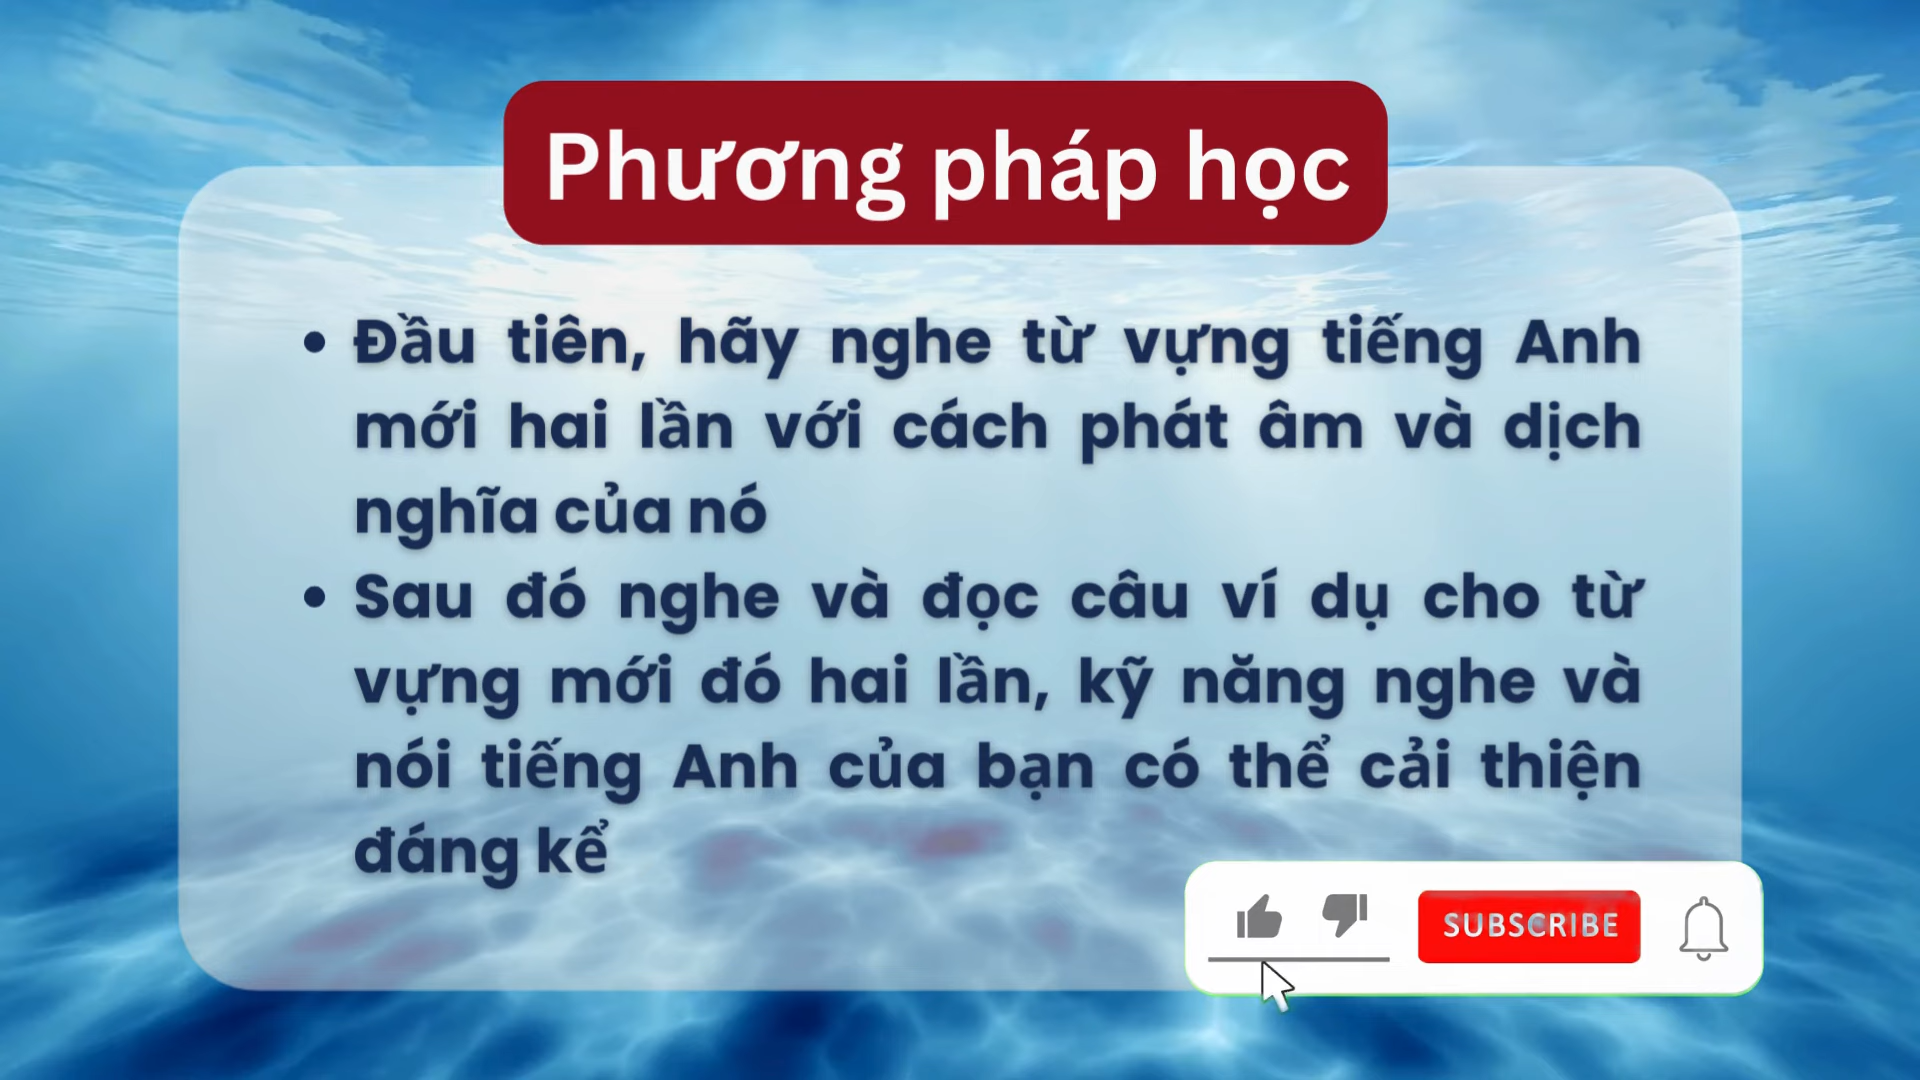 Phương pháp học
• Đầu tiên, hãy nghe từ vựng tiếng Anh
mới hai lần với cách phát âm và dịch
nghĩa của nó
• Sau đó nghe và đọc câu ví dụ cho từ
vựng mới đó hai lần, kỹ năng nghe và
nói tiếng Anh của bạn có thể cải thiện
đáng kể
SUBSCRIBE